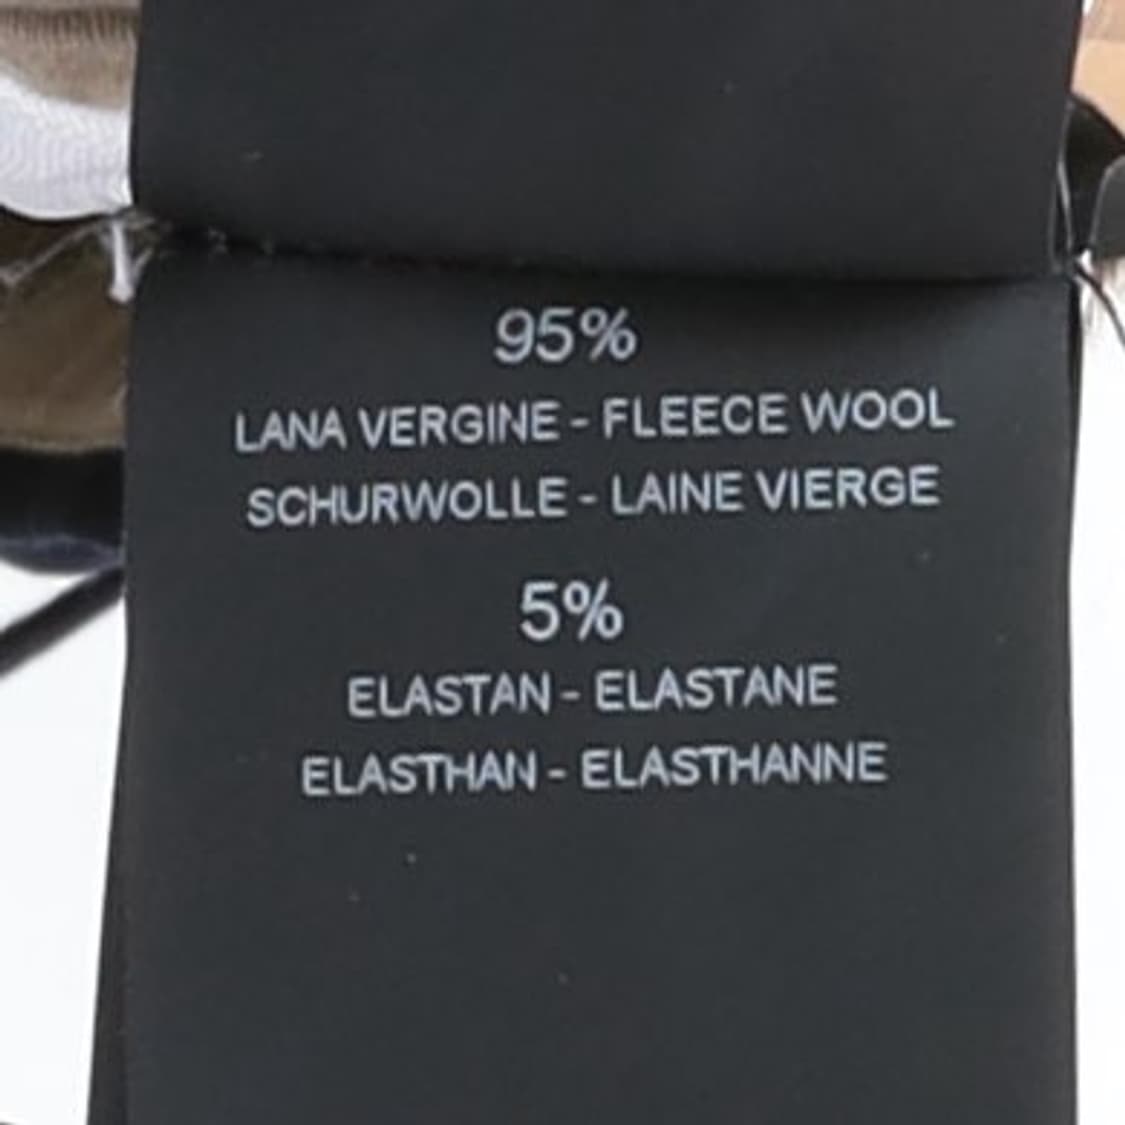 95%
LANA VERGINE - FLEECE WOOL
SCHURWOLLE - LAINE VIERGE
5%
ELASTAN - ELASTANE
ELASTHAN - ELASTHANNE